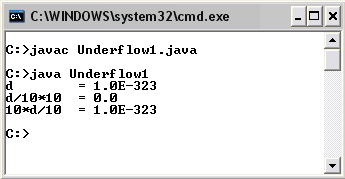 C:\WINDOWS\system32\cmd.exe
C:>javac Underflow1.java
C:>java Underflow1
d       = 1.0E-323
d/10*10 = 0.0
10*d/10 = 1.0E-323
C:>